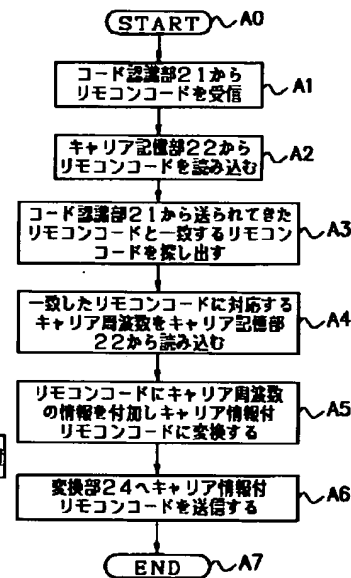 START
A0
コード認識部21から
リモコンコードを受信
A1
キャリア記憶部22から
リモコンコードを読み込む
A2
コード認識部21から送られてきた
リモコンコードと一致するリモコン
コードを探し出す
A3
一致したリモコンコードに対応する
キャリア周波数をキャリア記憶部
22から読み込む
A4
リモコンコードにキャリア周波数
の情報を付加しキャリア情報付
リモコンコードに変換する
A5
変換部24へキャリア情報付
リモコンコードを送信する
A6
END
A7